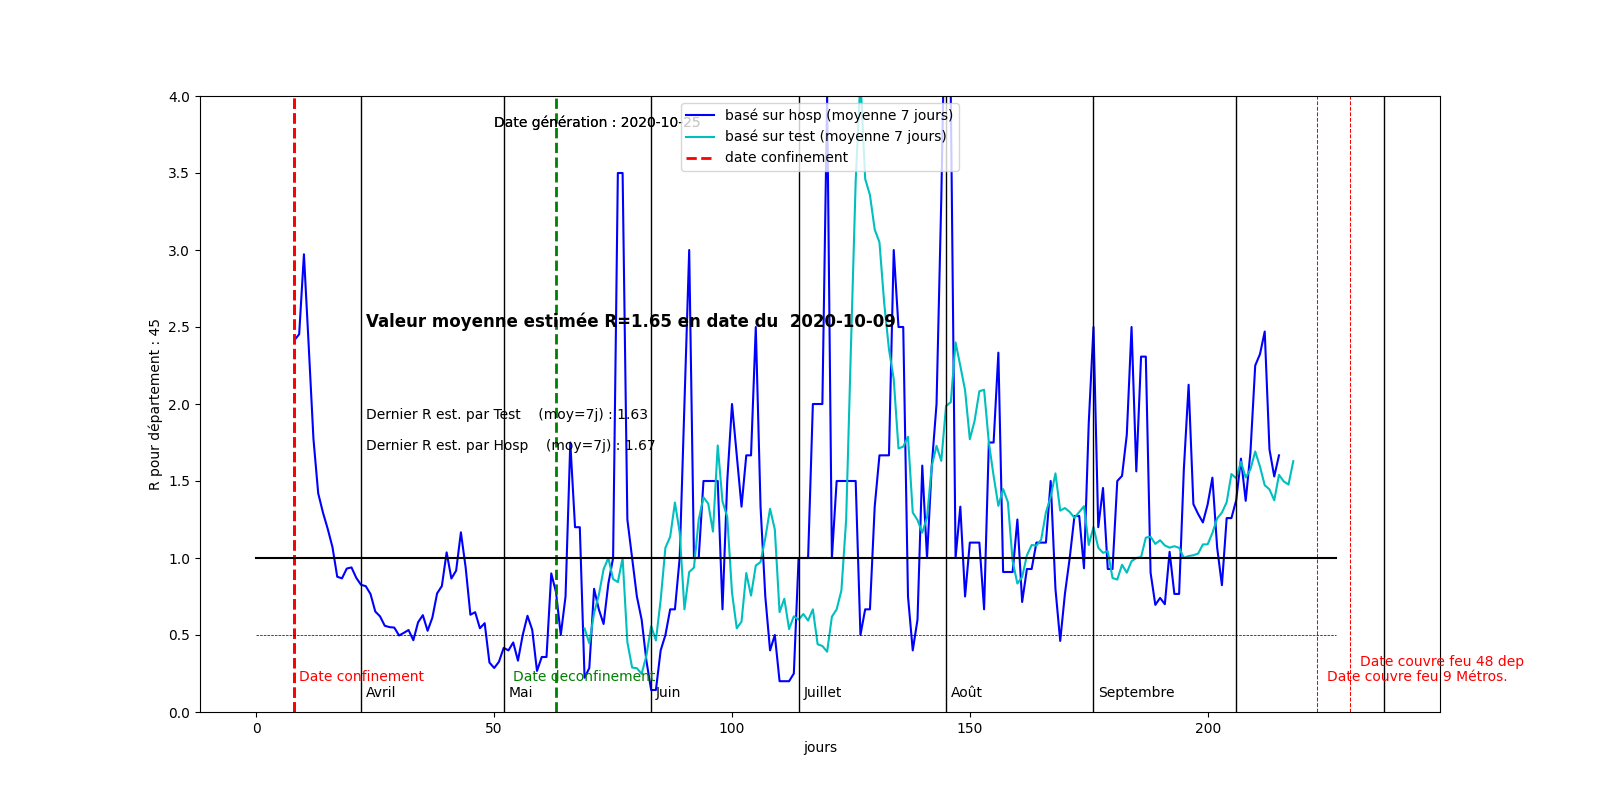 4.0
3.5
3.0
2.5
2.0
1.5
1.0
0.5
0.0
R pour département : 45
Date génération : 2020-10-25
basé sur hosp (moyenne 7 jours)
basé sur test (moyenne 7 jours)
date confinement
Valeur moyenne estimée R=1.65 en date du 2020-10-09
Dernier R est. par Test (moy=7j) : 1.63
Dernier R est. par Hosp (moy=7j) : 1.67
Date couvre feu 48 dep
Date confinement
Date deconfinement
Date couvre feu 9 Métros.
Avril
Mai
Juin
Juillet
Août
Septembre
0
50
100
150
200
jours